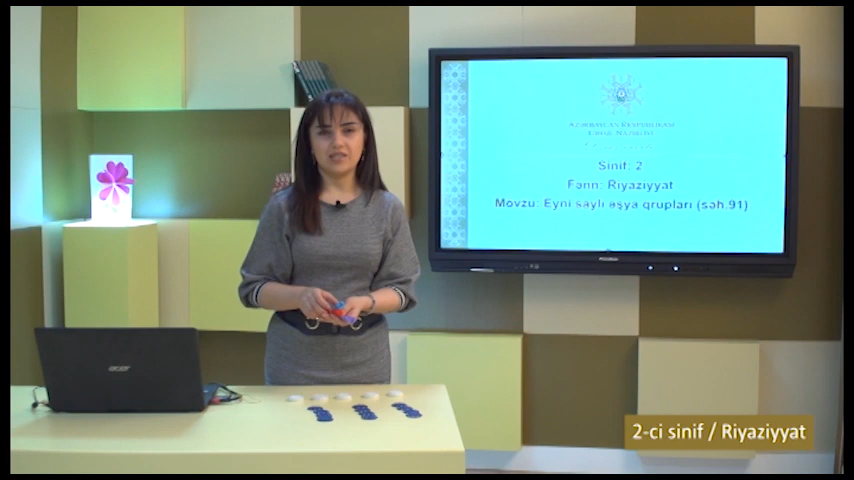 AZƏRBAYCAN RESPUBLİKASI
TƏHSİL NAZİRLİYİ
Sinif: 2
Fənn: Riyaziyyat
Mövzu: Eyni saylı əşya qrupları (səh.91)
acer
2-ci sinif / Riyaziyyat